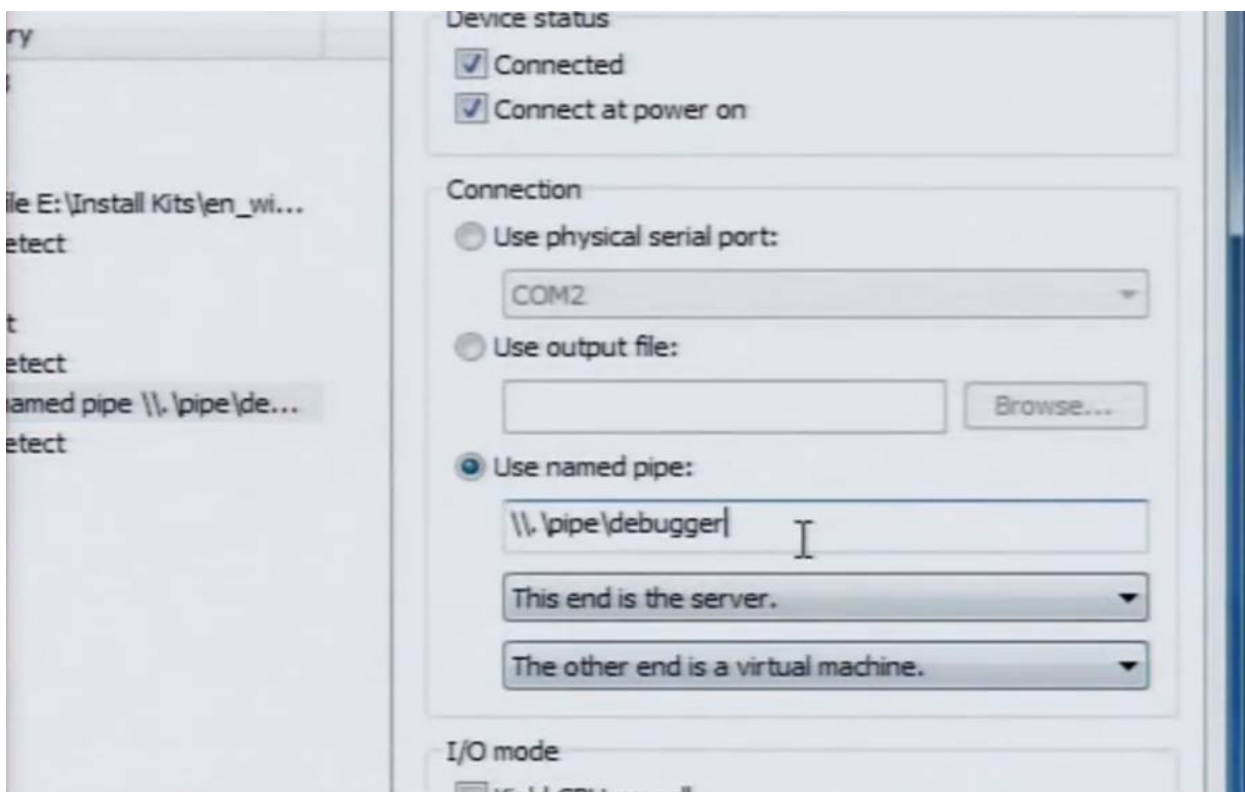 ry
ile E:\Install Kits\en_wi...
etect
t
etect
amed pipe \\.\pipe\de...
etect
Device status
Connected
Connect at power on
Connection
Use physical serial port:
COM2
Use output file:
Browse...
Use named pipe:
\\.\pipe\debugger
This end is the server.
The other end is a virtual machine.
I/O mode